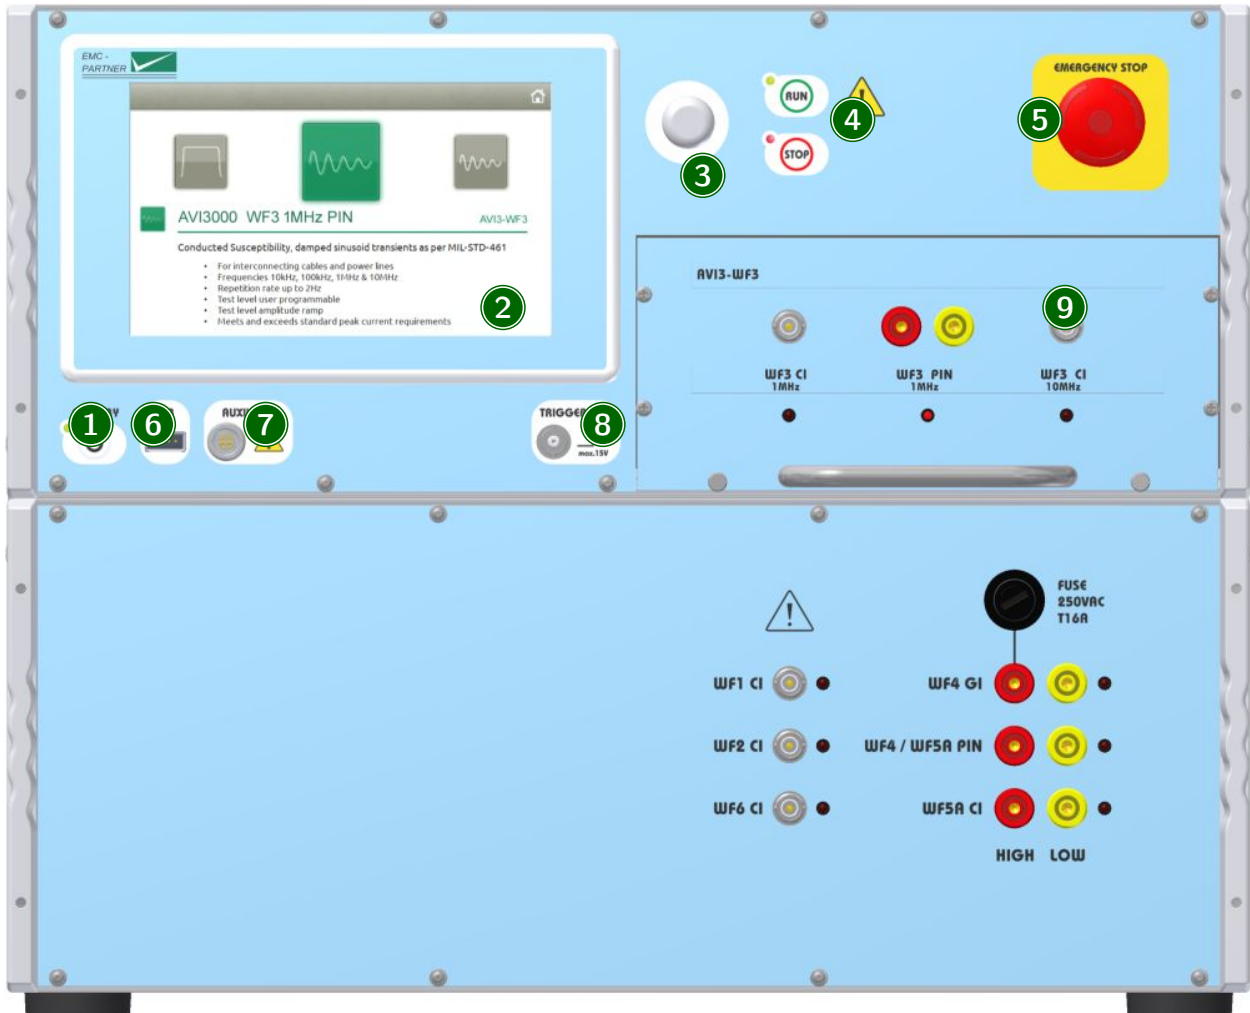 EMC -
PARTNER
AVI3000 WF3 1MHz PIN
AVI3-WF3
Conducted Susceptibility, damped sinusoid transients as per MIL-STD-461
• For interconnecting cables and power lines
• Frequencies 10kHz, 100kHz, 1MHz & 10MHz
• Repetition rate up to 2Hz
• Test level user programmable
• Test level amplitude ramp
• Meets and exceeds standard peak current requirements
2
3
RUN
4
STOP
EMERGENCY STOP
5
AVI3-WF3
9
WF3 CI
1MHz
WF3 PIN
1MHz
WF3 CI
10MHz
1
6
7
TRIGGER
8
max.15V
FUSE
250VAC
T16A
WF1 CI
WF4 GI
WF2 CI
WF4 / WF5A PIN
WF6 CI
WF5A CI
HIGH LOW